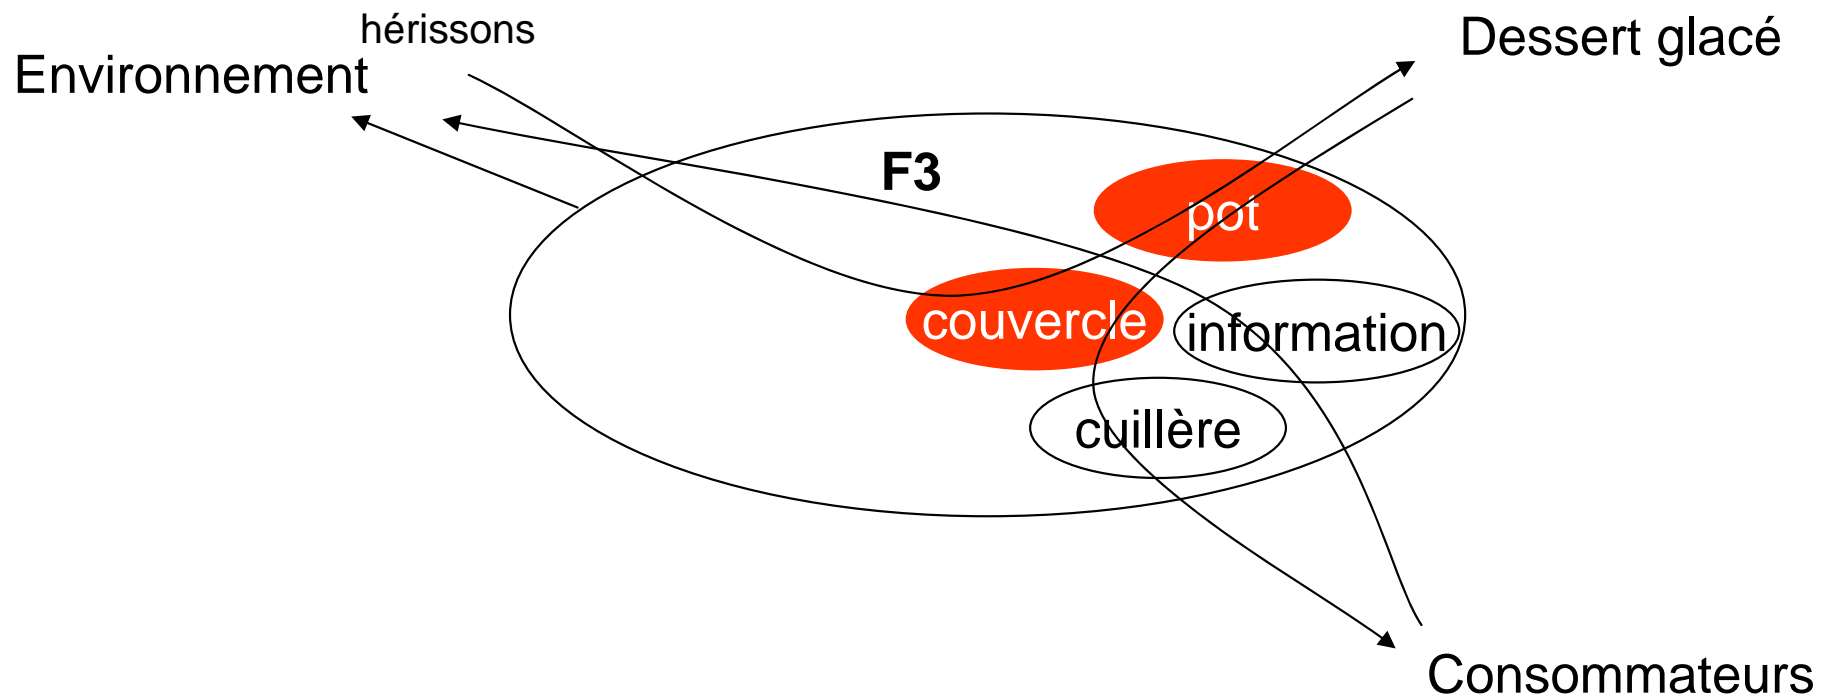 hérissons
Environnement
Dessert glacé
F3
pot
couvercle
information
cuillère
Consommateurs